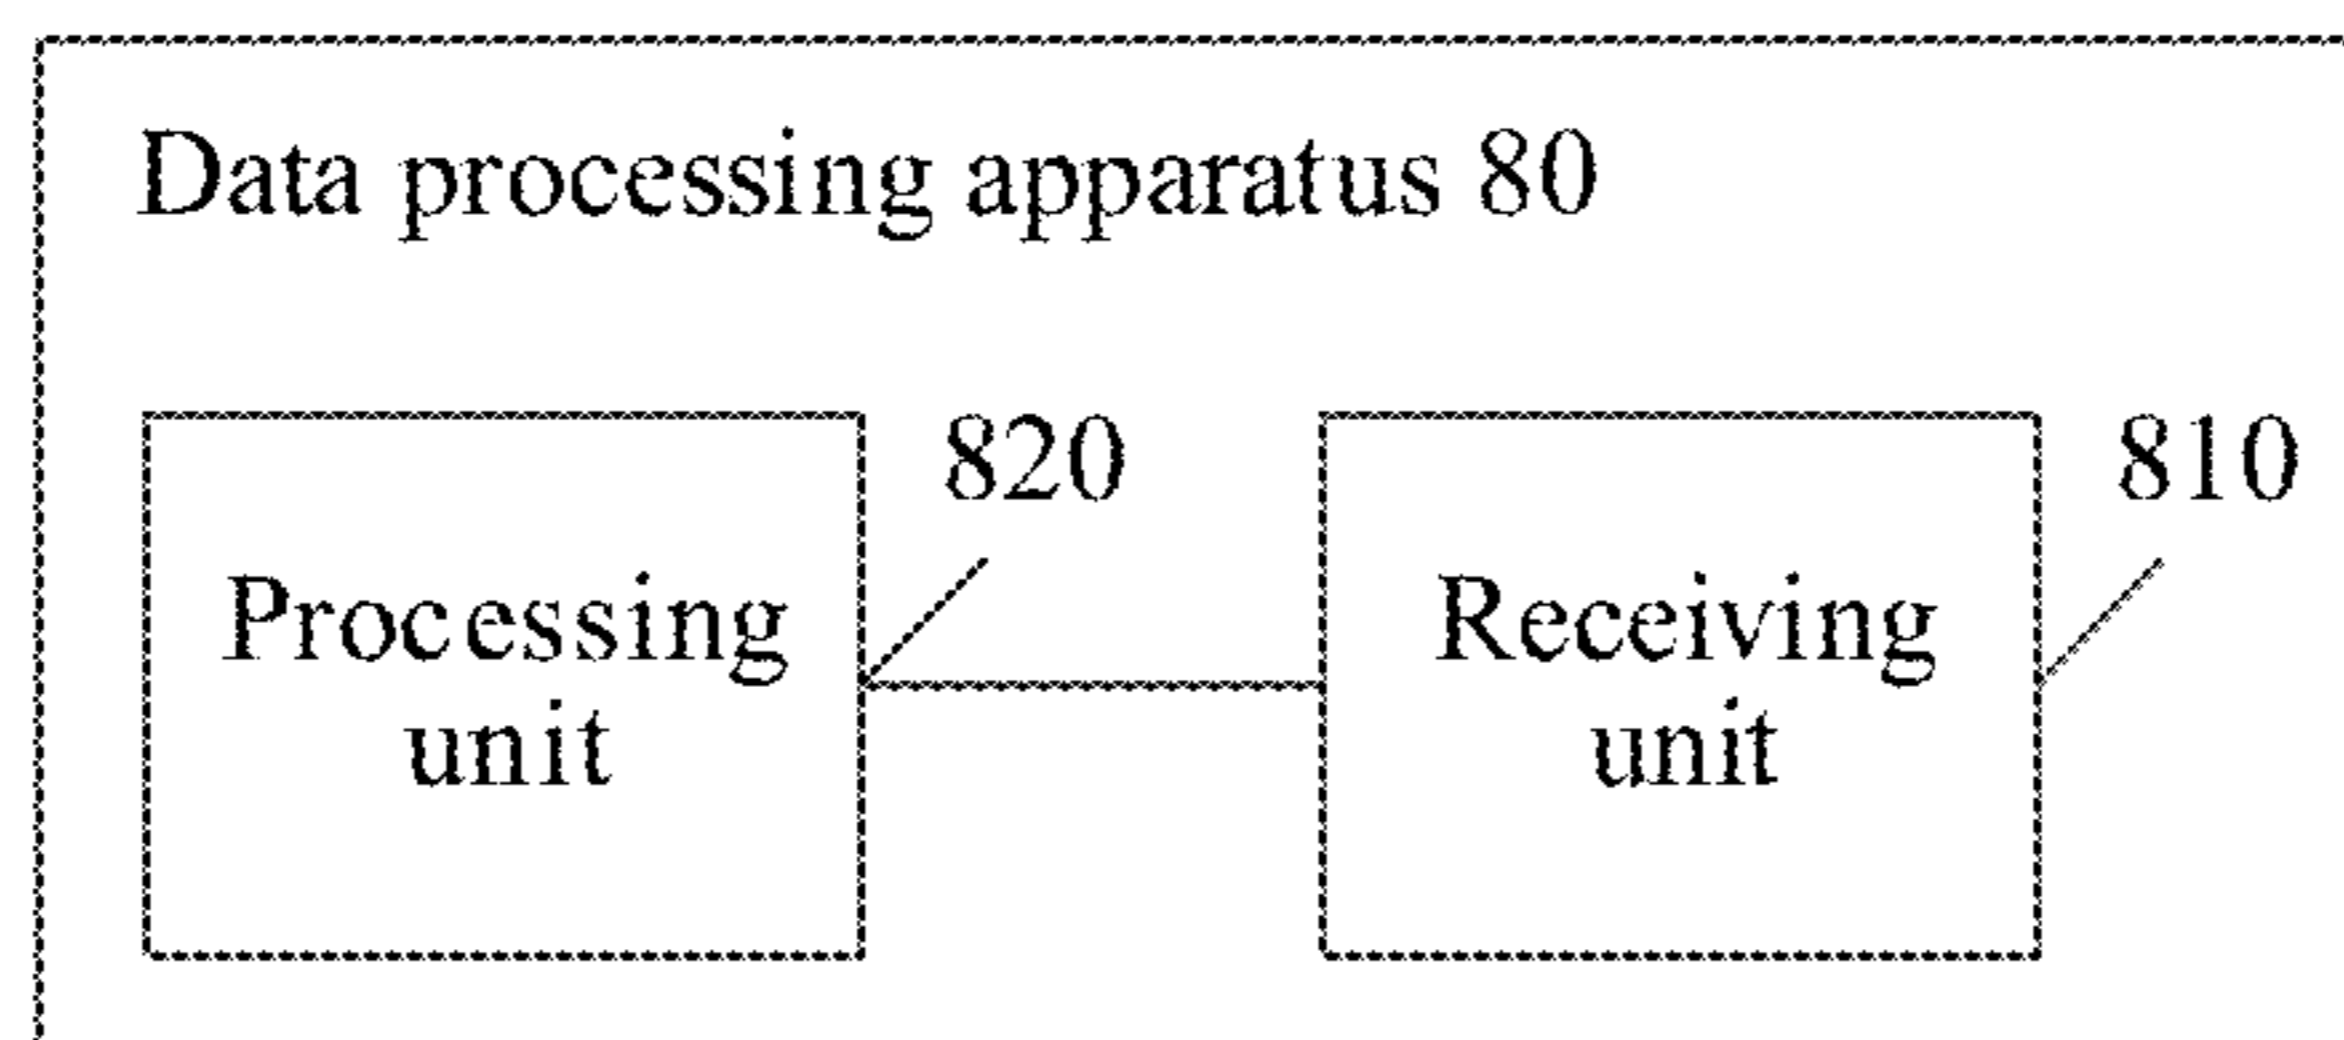 Data processing apparatus 80
820
810
Processing
unit
Receiving
unit